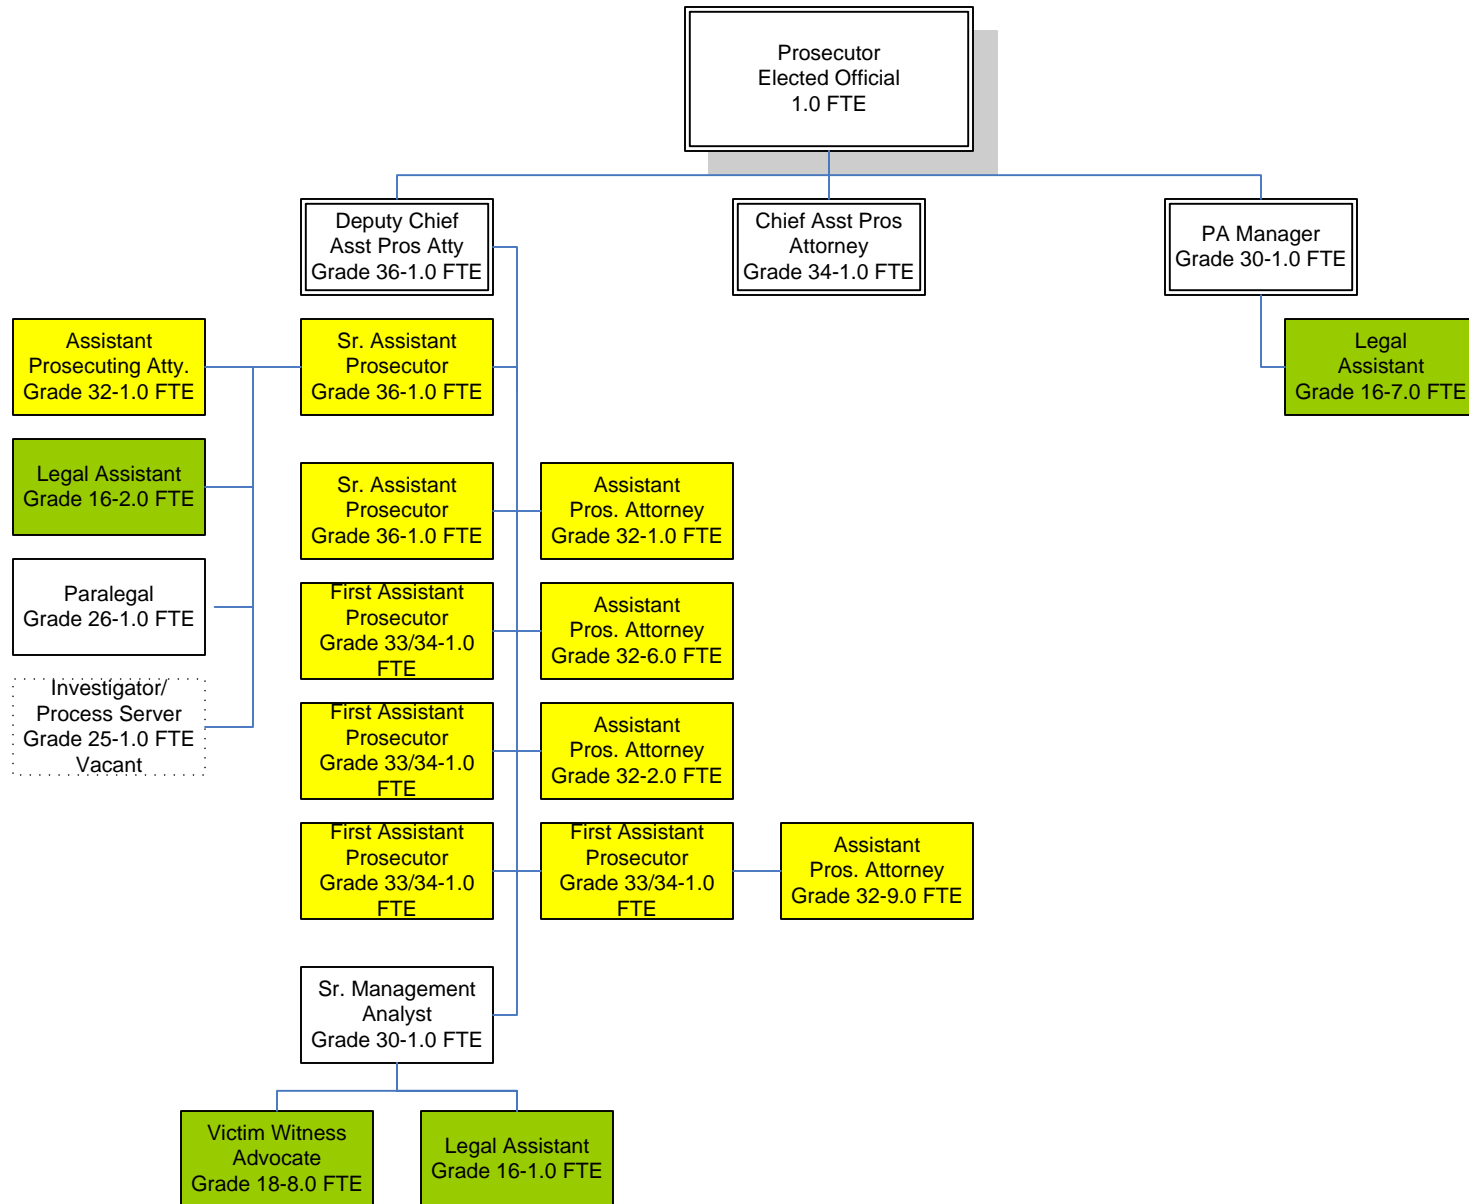 Prosecutor
Elected Official
1.0 FTE
Deputy Chief
Asst Pros Atty
Grade 36-1.0 FTE
Chief Asst Pros
Attorney
Grade 34-1.0 FTE
PA Manager
Grade 30-1.0 FTE
Assistant
Prosecuting Atty.
Grade 32-1.0 FTE
Sr. Assistant
Prosecutor
Grade 36-1.0 FTE
Legal
Assistant
Grade 16-7.0 FTE
Legal Assistant
Grade 16-2.0 FTE
Sr. Assistant
Prosecutor
Grade 36-1.0 FTE
Assistant
Pros. Attorney
Grade 32-1.0 FTE
Paralegal
Grade 26-1.0 FTE
First Assistant
Prosecutor
Grade 33/34-1.0
FTE
Assistant
Pros. Attorney
Grade 32-6.0 FTE
Investigator/
Process Server
Grade 25-1.0 FTE
Vacant
First Assistant
Prosecutor
Grade 33/34-1.0
FTE
Assistant
Pros. Attorney
Grade 32-2.0 FTE
First Assistant
Prosecutor
Grade 33/34-1.0
FTE
First Assistant
Prosecutor
Grade 33/34-1.0
FTE
Assistant
Pros. Attorney
Grade 32-9.0 FTE
Sr. Management
Analyst
Grade 30-1.0 FTE
Victim Witness
Advocate
Grade 18-8.0 FTE
Legal Assistant
Grade 16-1.0 FTE